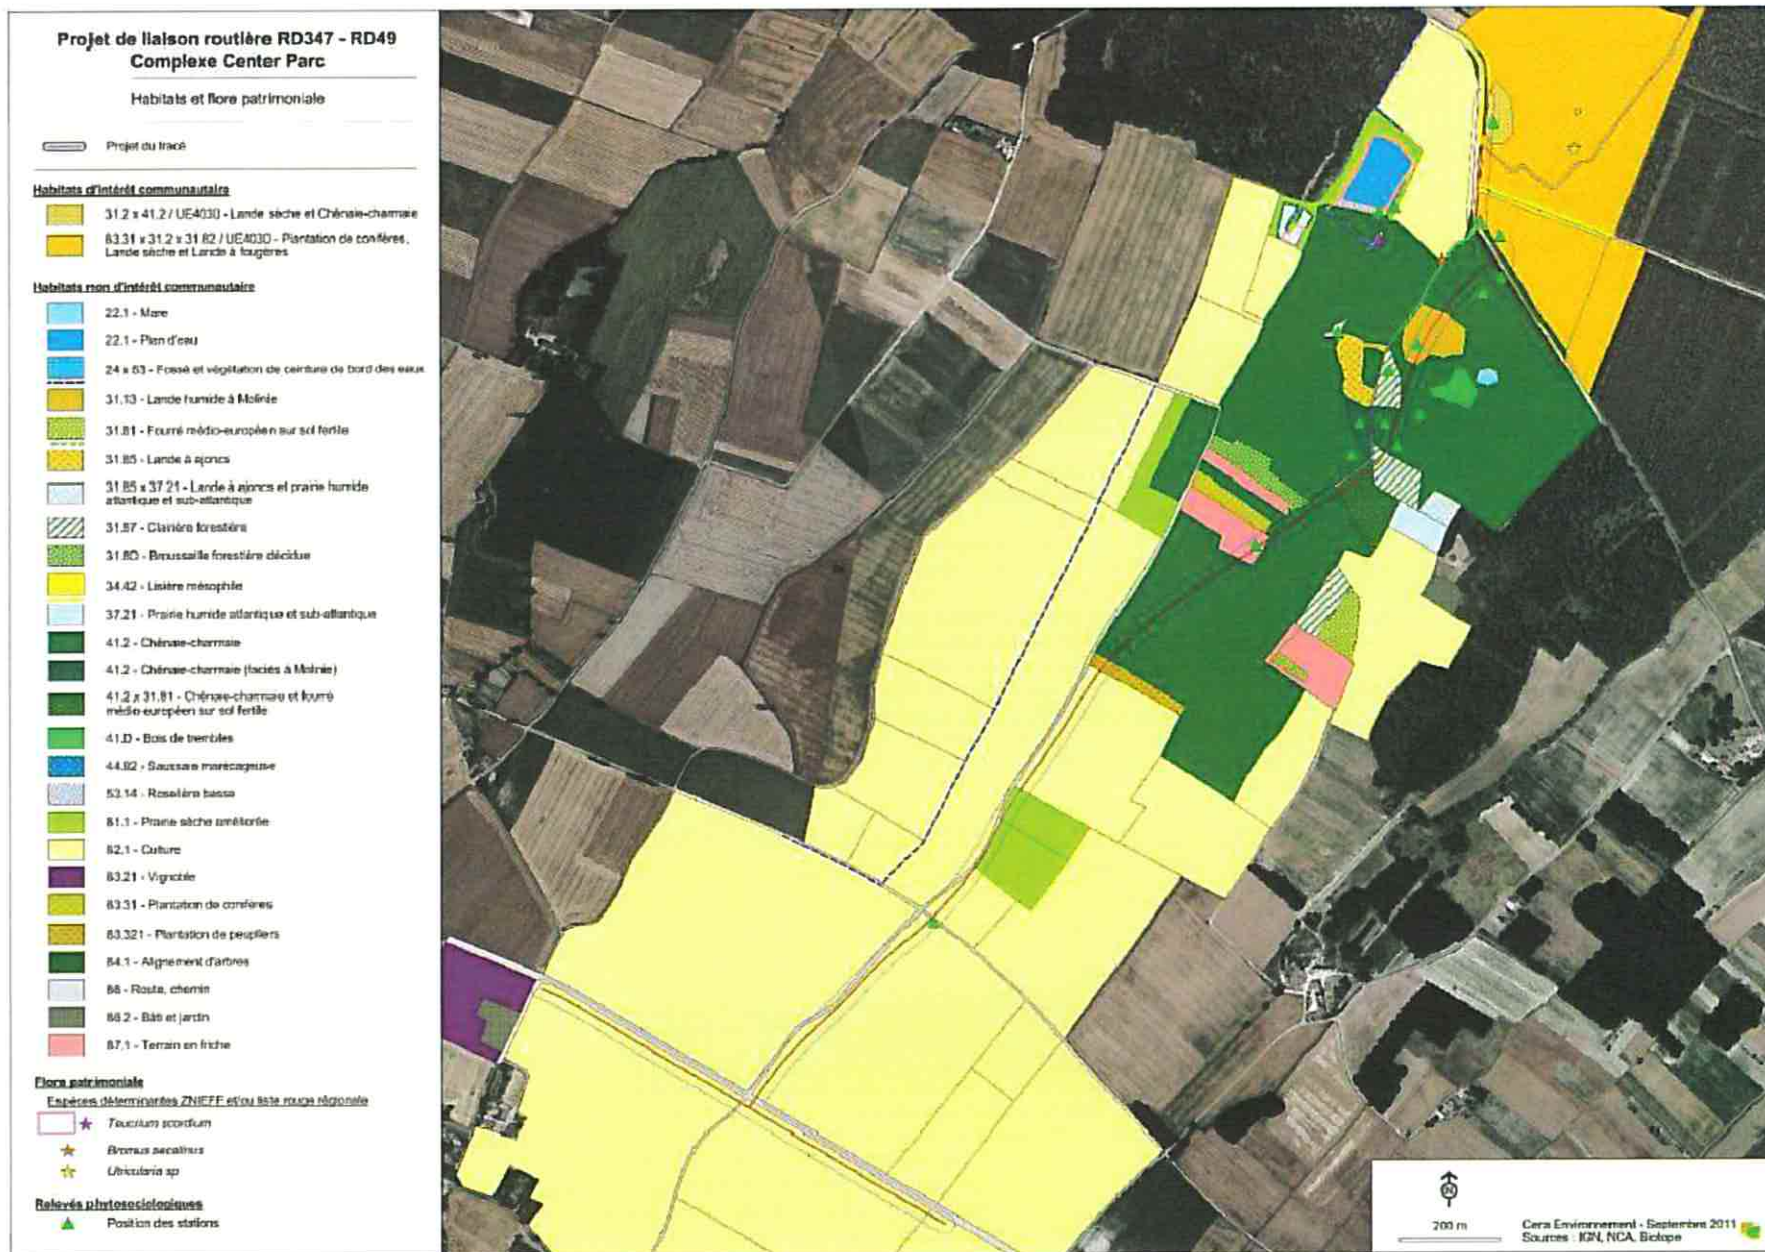 Projet de liaison routière RD347 - RD49
Complexe Center Parc
Habitats et flore patrimoniale
Projet du tracé
Habitats d'intérêt communautaire
31.2 x 41.2 / UE4030 - Lande sèche et Chênaie-charmaie
83.31 x 31.2 x 31.82 / UE4030 - Plantation de conifères,
Lande sèche et Lande à fougères
Habitats non d'intérêt communautaire
22.1 - Mare
22.1 - Plan d'eau
24 x 53 - Fossé et végétation de ceinture de bord des eaux
31.13 - Lande humide à Molinie
31.81 - Fourré médio-européen sur sol fertile
31.85 - Lande à ajoncs
31.85 x 37.21 - Lande à ajoncs et prairie humide
atlantique et sub-atlantique
31.87 - Clairière forestière
31.8D - Broussaille forestière décidue
34.42 - Lisière mésophile
37.21 - Prairie humide atlantique et sub-atlantique
41.2 - Chênaie-charmaie
41.2 - Chênaie-charmaie (faciès à Molinie)
41.2 x 31.81 - Chênaie-charmaie et fourré
médio-européen sur sol fertile
41.D - Bois de trembles
44.92 - Saussaie marécageuse
53.14 - Roselière basse
81.1 - Prairie sèche améliorée
82.1 - Culture
83.21 - Vignoble
83.31 - Plantation de conifères
83.321 - Plantation de peupliers
84.1 - Alignement d'arbres
86 - Route, chemin
86.2 - Bâti et jardin
87.1 - Terrain en friche
Flore patrimoniale
Espèces déterminantes ZNIEFF et/ou liste rouge régionale
Teucrium scordium
Bromus secalinus
Utricularia sp
Relevés phytosociologiques
Position des stations
N
200 m
Cera Environnement - Septembre 2011
Sources : IGN, NCA, Biotope